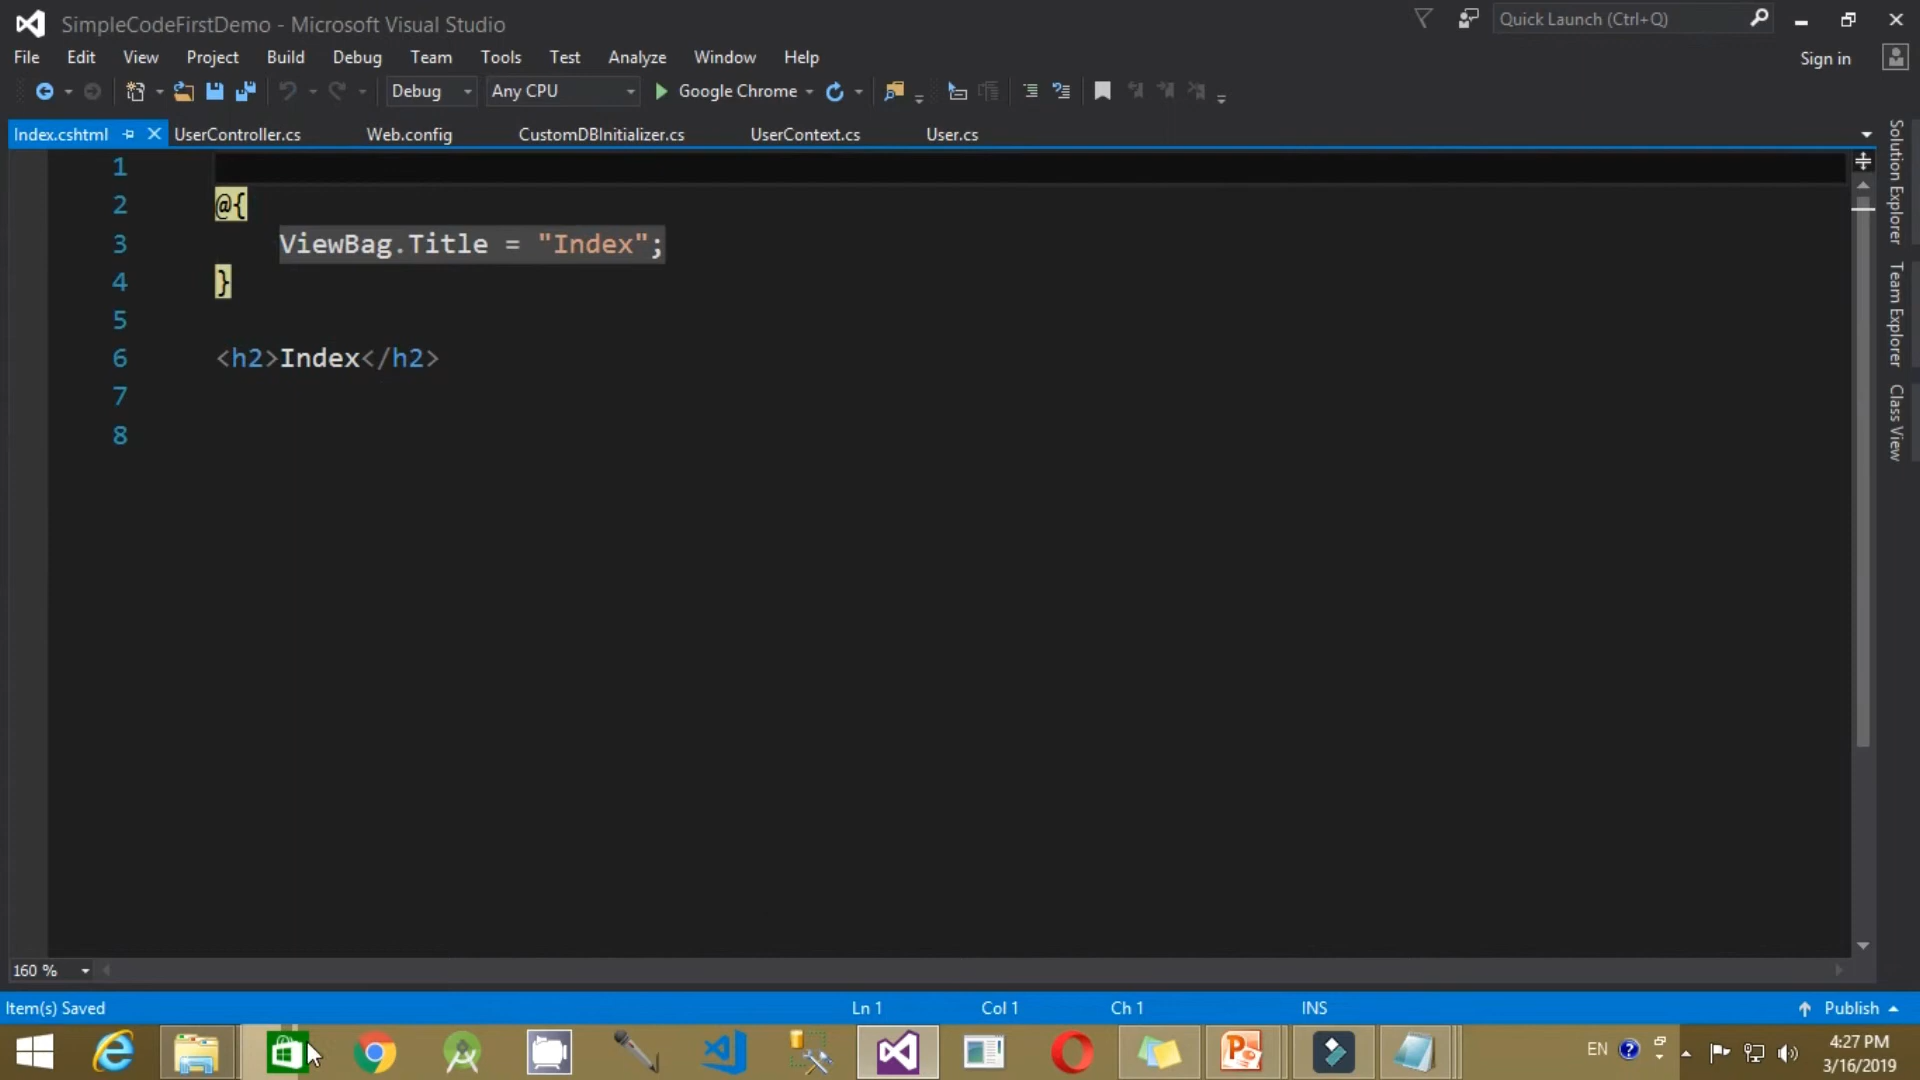 SimpleCodeFirstDemo - Microsoft Visual Studio
Quick Launch (Ctrl+Q)
File Edit View Project Build Debug Team Tools Test Analyze Window Help
Sign in
Debug Any CPU Google Chrome
Index.cshtml UserController.cs Web.config CustomDBInitializer.cs UserContext.cs User.cs
Solution Explorer
Team Explorer
Class View
1
2 @{
3 ViewBag.Title = "Index";
4 }
5
6 <h2>Index</h2>
7
8
160 %
Item(s) Saved Ln 1 Col 1 Ch 1 INS Publish
EN
4:27 PM
3/16/2019